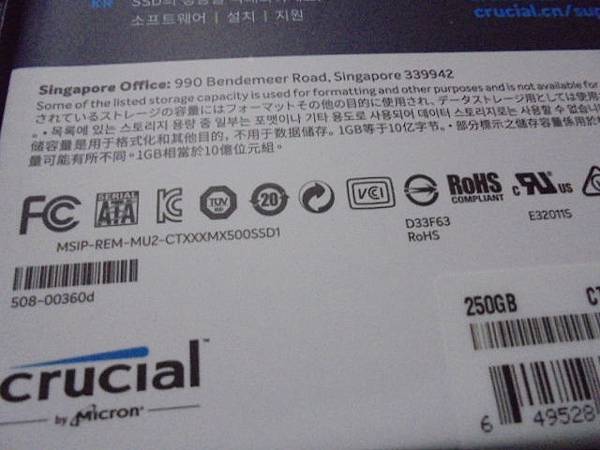 KR
소프트웨어 | 설치 | 지원
crucial.cn/sup
Singapore Office: 990 Bendemeer Road, Singapore 339942
Some of the listed storage capacity is used for formatting and other purposes and is not available for
されているストレージの容量にはフォーマットその他の目的に使用され、データストレージ用としては使用
。• 목록에 있는 스토리지 용량 중 일부는 포맷이나 기타 용도로 사용되어 데이터 스토리지로는 사용할 수 없습니
储容量是用于格式化和其他目的, 不用于数据储存。1GB等于10亿字节。• 部分標示之儲存容量係用於
量可能有所不同。1GB相當於10億位元組。
FC SERIAL ATA KC TÜV 20 VCI RoHS COMPLIANT c US
MSIP-REM-MU2-CTXXXMX500SSD1
D33F63
RoHS
E32011S
508-00360d
250GB CT
crucial
by Micron
6 49528